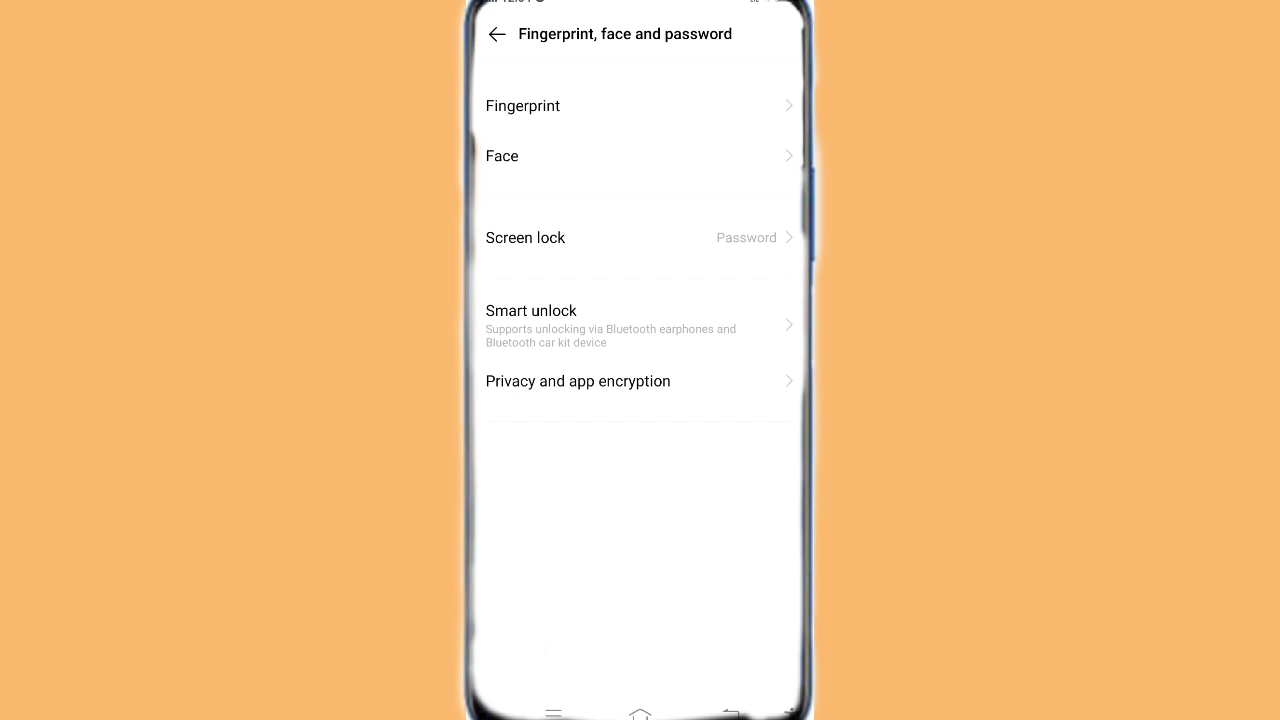 Fingerprint, face and password
Fingerprint
Face
Screen lock
Password
Smart unlock
Supports unlocking via Bluetooth earphones and
Bluetooth car kit device
Privacy and app encryption